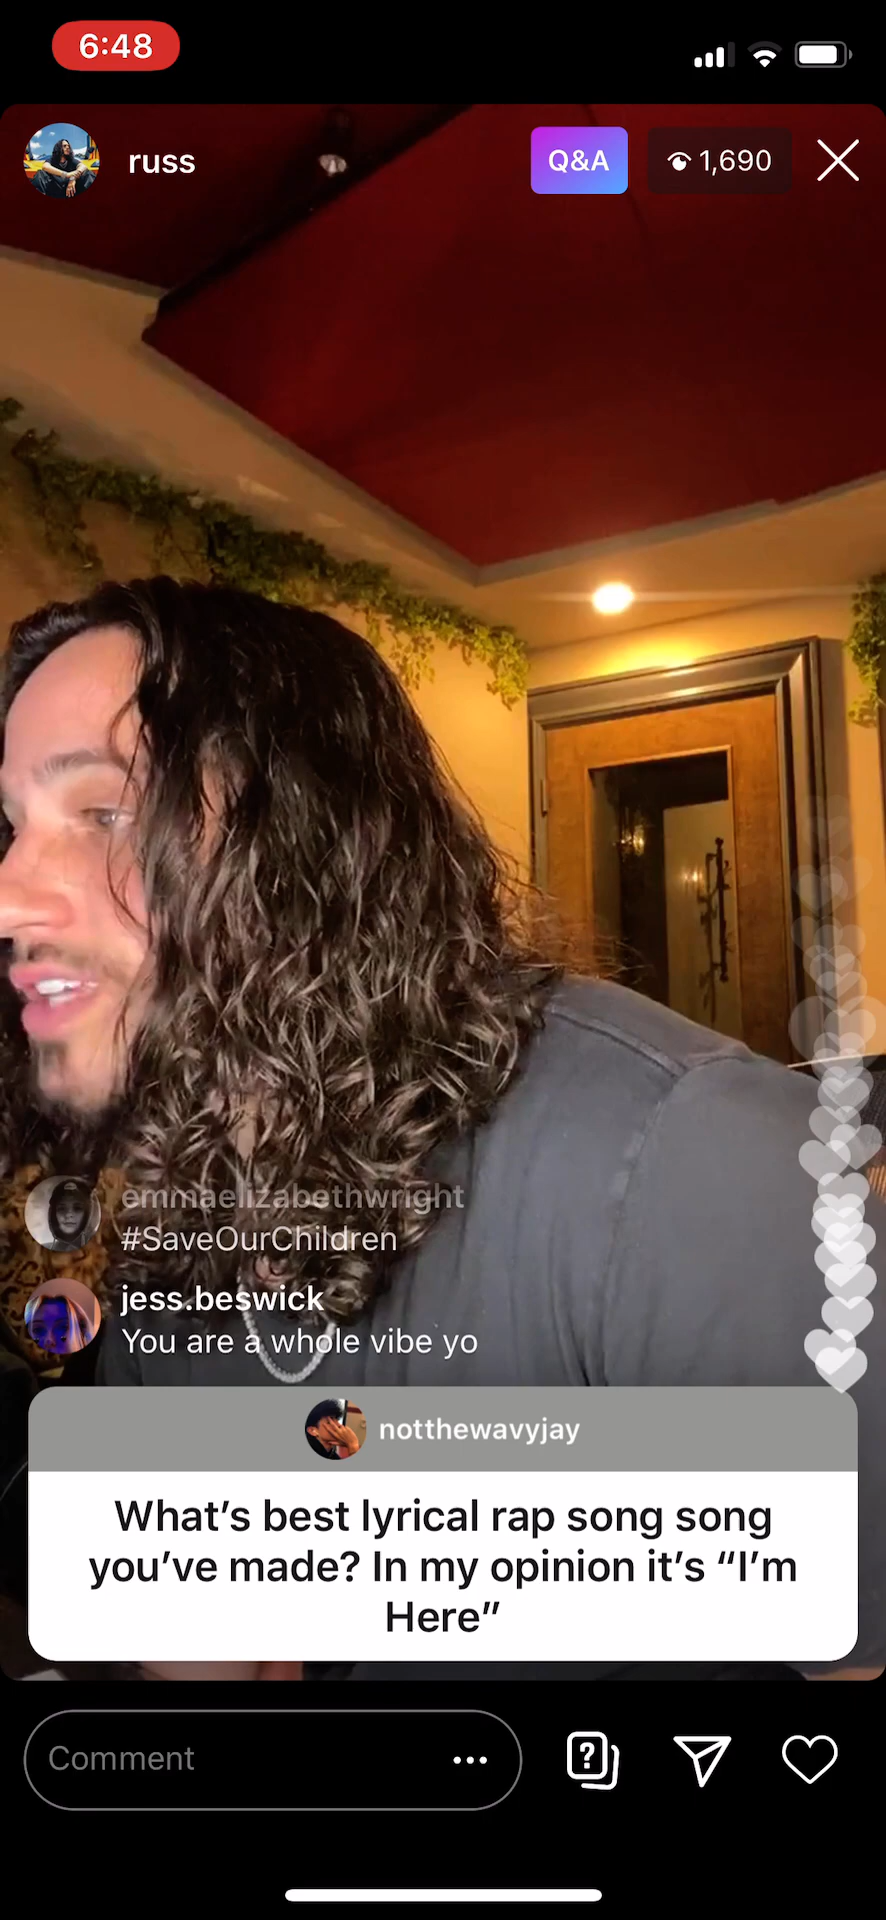 6:48
russ
Q&A
1,690
emmaelizabethwright
#SaveOurChildren
jess.beswick
You are a whole vibe yo
notthewavyjay
What’s best lyrical rap song song
you’ve made? In my opinion it’s “I’m
Here”
Comment